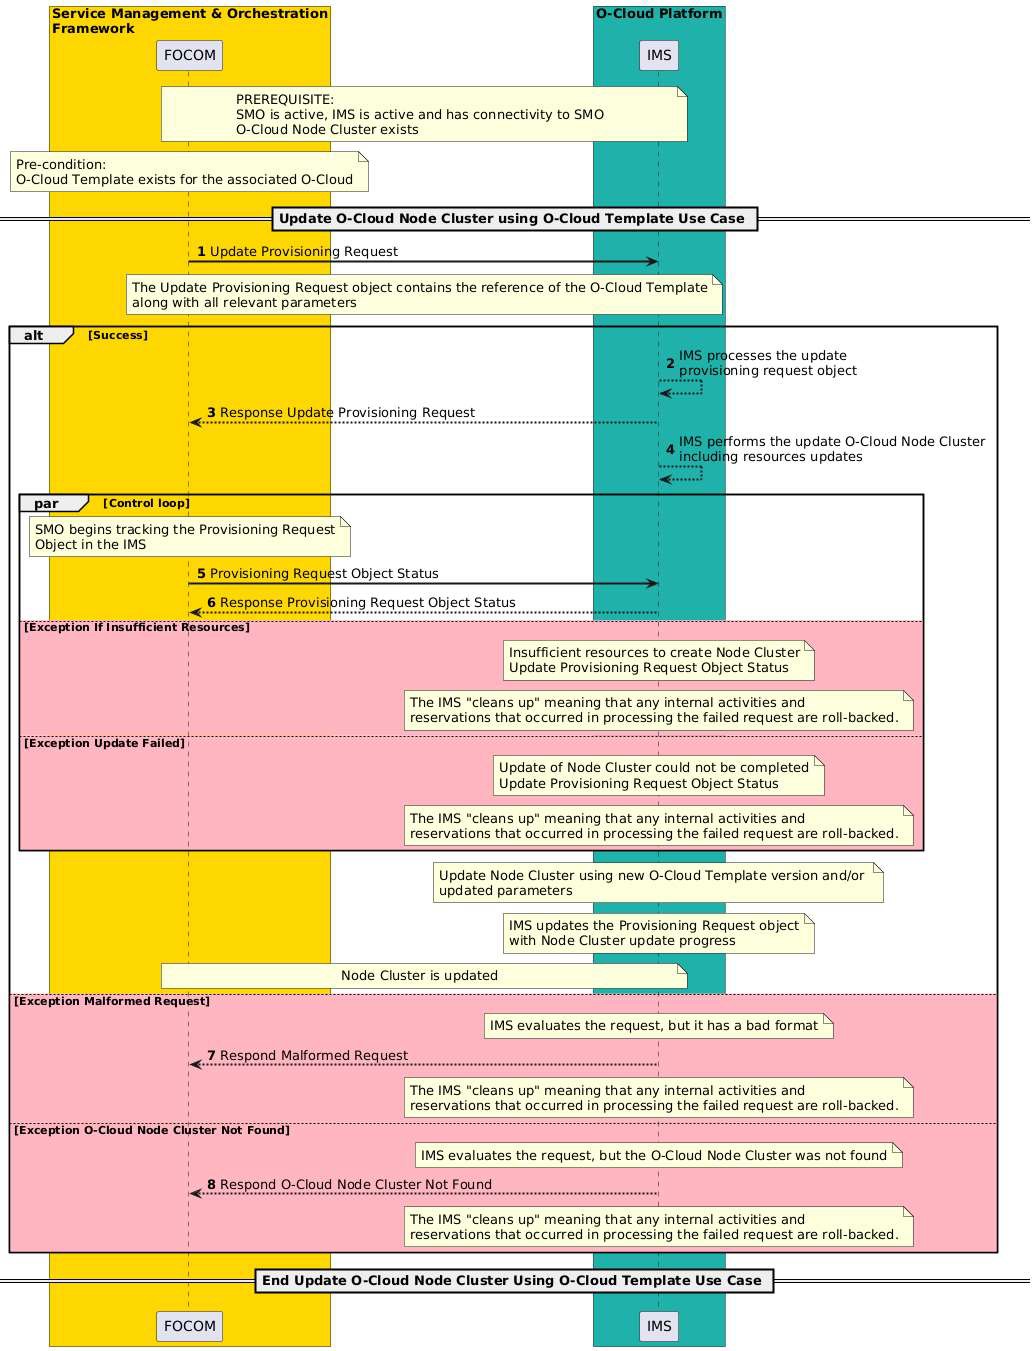 Service Management & Orchestration
Framework
O-Cloud Platform
FOCOM
IMS
PREREQUISITE:
SMO is active, IMS is active and has connectivity to SMO
O-Cloud Node Cluster exists
Pre-condition:
O-Cloud Template exists for the associated O-Cloud
Update O-Cloud Node Cluster using O-Cloud Template Use Case
1 Update Provisioning Request
The Update Provisioning Request object contains the reference of the O-Cloud Template
along with all relevant parameters
alt [Success]
2 IMS processes the update
provisioning request object
3 Response Update Provisioning Request
4 IMS performs the update O-Cloud Node Cluster
including resources updates
par [Control loop]
SMO begins tracking the Provisioning Request
Object in the IMS
5 Provisioning Request Object Status
6 Response Provisioning Request Object Status
[Exception If Insufficient Resources]
Insufficient resources to create Node Cluster
Update Provisioning Request Object Status
The IMS "cleans up" meaning that any internal activities and
reservations that occurred in processing the failed request are roll-backed.
[Exception Update Failed]
Update of Node Cluster could not be completed
Update Provisioning Request Object Status
The IMS "cleans up" meaning that any internal activities and
reservations that occurred in processing the failed request are roll-backed.
Update Node Cluster using new O-Cloud Template version and/or
updated parameters
IMS updates the Provisioning Request object
with Node Cluster update progress
Node Cluster is updated
[Exception Malformed Request]
IMS evaluates the request, but it has a bad format
7 Respond Malformed Request
The IMS "cleans up" meaning that any internal activities and
reservations that occurred in processing the failed request are roll-backed.
[Exception O-Cloud Node Cluster Not Found]
IMS evaluates the request, but the O-Cloud Node Cluster was not found
8 Respond O-Cloud Node Cluster Not Found
The IMS "cleans up" meaning that any internal activities and
reservations that occurred in processing the failed request are roll-backed.
End Update O-Cloud Node Cluster Using O-Cloud Template Use Case
FOCOM
IMS